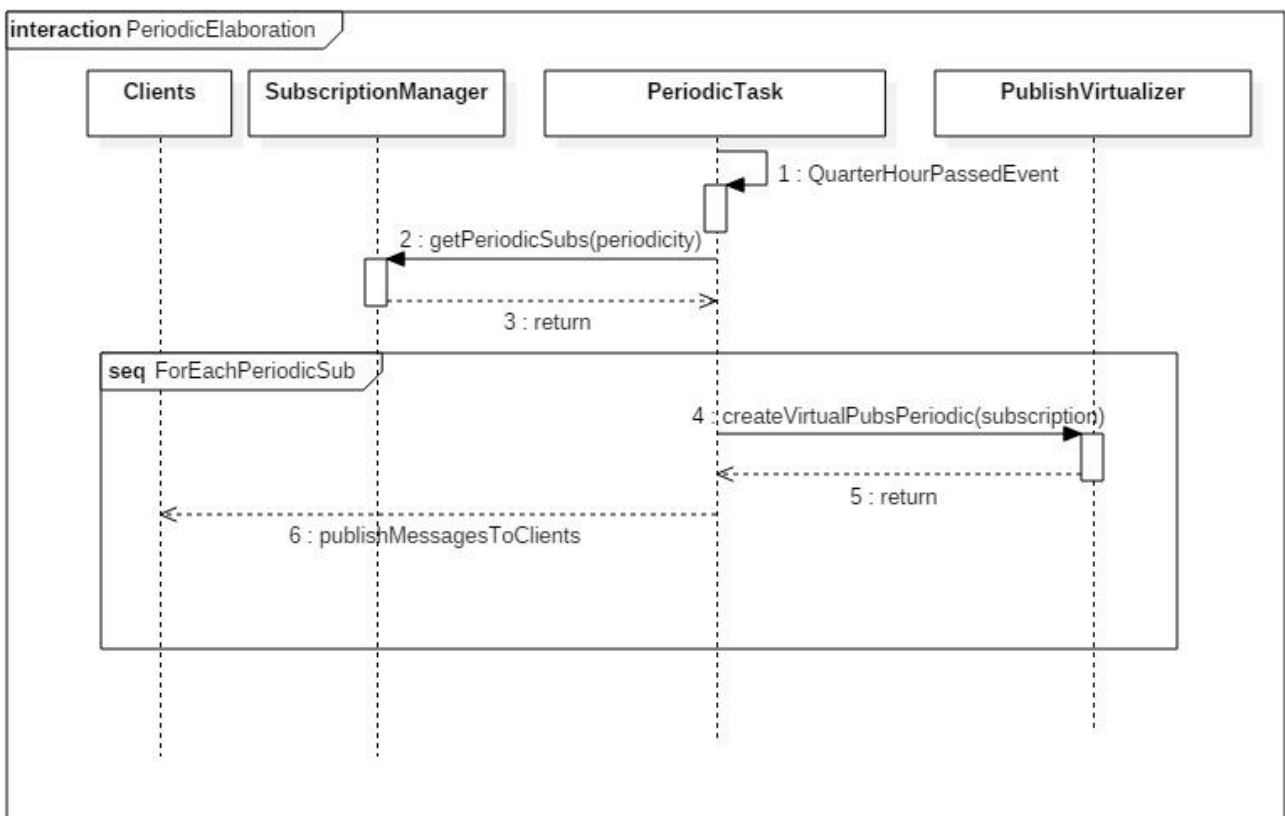 interaction PeriodicElaboration
Clients
SubscriptionManager
PeriodicTask
PublishVirtualizer
1 : QuarterHourPassedEvent
2 : getPeriodicSubs(periodicity)
3 : return
seq ForEachPeriodicSub
4 : createVirtualPubsPeriodic(subscription)
5 : return
6 : publishMessagesToClients